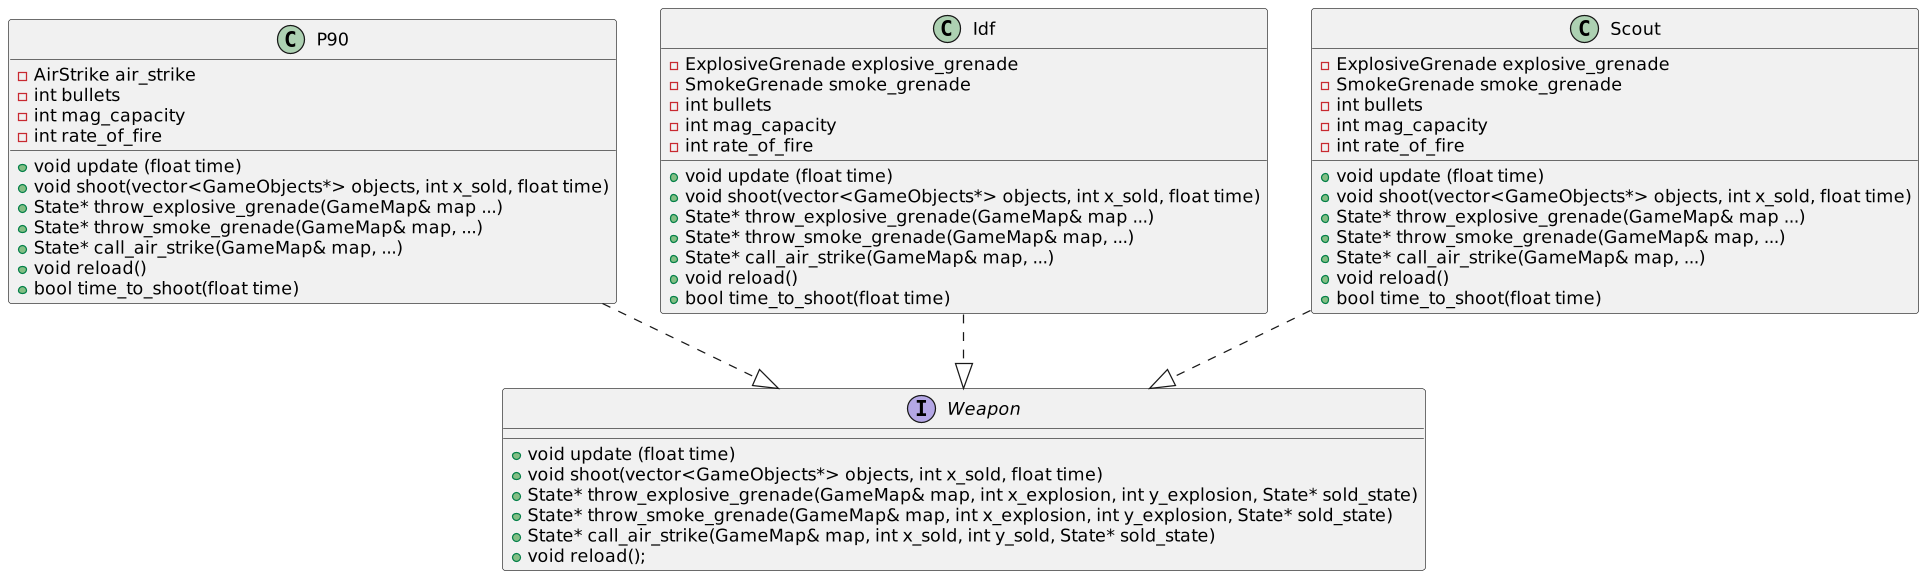 C P90
AirStrike air_strike
int bullets
int mag_capacity
int rate_of_fire
void update (float time)
void shoot(vector<GameObjects*> objects, int x_sold, float time)
State* throw_explosive_grenade(GameMap& map ...)
State* throw_smoke_grenade(GameMap& map, ...)
State* call_air_strike(GameMap& map, ...)
void reload()
bool time_to_shoot(float time)
C Idf
ExplosiveGrenade explosive_grenade
SmokeGrenade smoke_grenade
int bullets
int mag_capacity
int rate_of_fire
void update (float time)
void shoot(vector<GameObjects*> objects, int x_sold, float time)
State* throw_explosive_grenade(GameMap& map ...)
State* throw_smoke_grenade(GameMap& map, ...)
State* call_air_strike(GameMap& map, ...)
void reload()
bool time_to_shoot(float time)
C Scout
ExplosiveGrenade explosive_grenade
SmokeGrenade smoke_grenade
int bullets
int mag_capacity
int rate_of_fire
void update (float time)
void shoot(vector<GameObjects*> objects, int x_sold, float time)
State* throw_explosive_grenade(GameMap& map ...)
State* throw_smoke_grenade(GameMap& map, ...)
State* call_air_strike(GameMap& map, ...)
void reload()
bool time_to_shoot(float time)
I Weapon
void update (float time)
void shoot(vector<GameObjects*> objects, int x_sold, float time)
State* throw_explosive_grenade(GameMap& map, int x_explosion, int y_explosion, State* sold_state)
State* throw_smoke_grenade(GameMap& map, int x_explosion, int y_explosion, State* sold_state)
State* call_air_strike(GameMap& map, int x_sold, int y_sold, State* sold_state)
void reload();